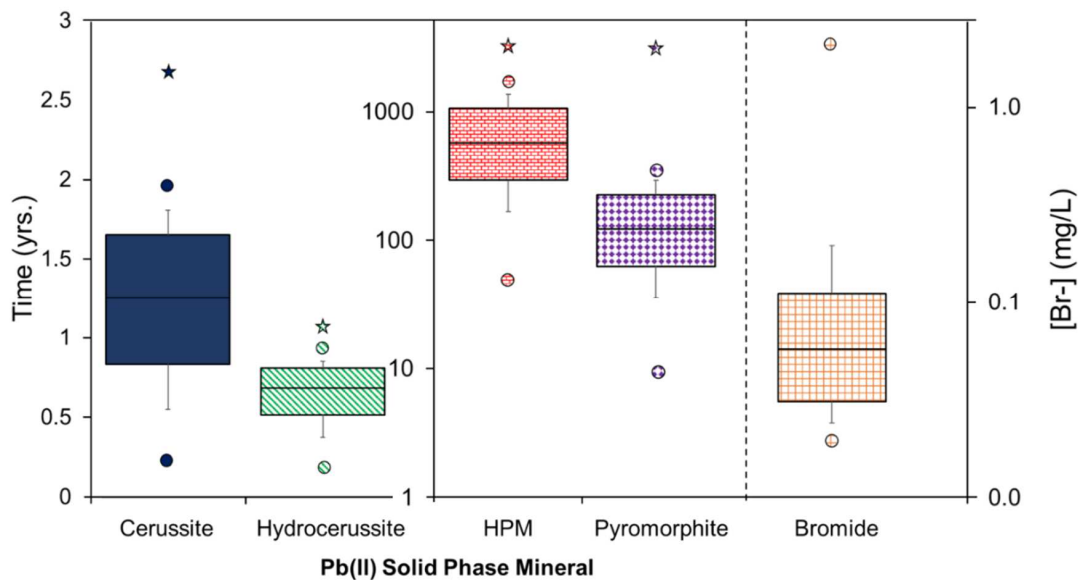 3
2.5
2
1.5
1
0.5
0
Time (yrs.)
1000
100
10
1
1.0
0.1
0.0
[Br-] (mg/L)
Cerussite
Hydrocerussite
HPM
Pyromorphite
Bromide
Pb(II) Solid Phase Mineral